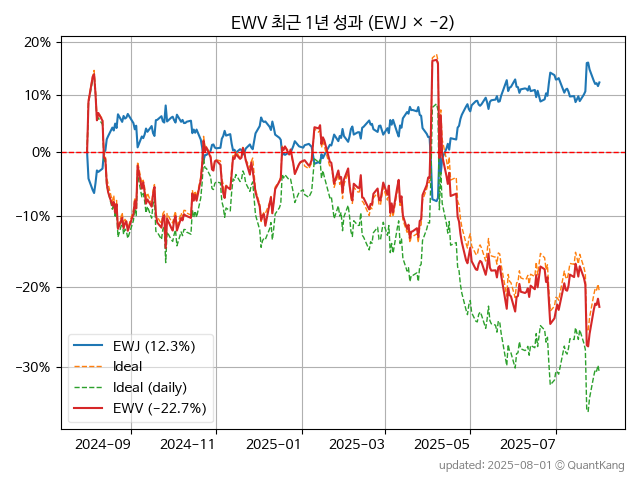 EWV 최근 1년 성과 (EWJ × −2)
20%
10%
0%
−10%
−20%
−30%
EWJ (12.3%)
Ideal
Ideal (daily)
EWV (−22.7%)
2024-09
2024-11
2025-01
2025-03
2025-05
2025-07
updated: 2025-08-01 © QuantKang